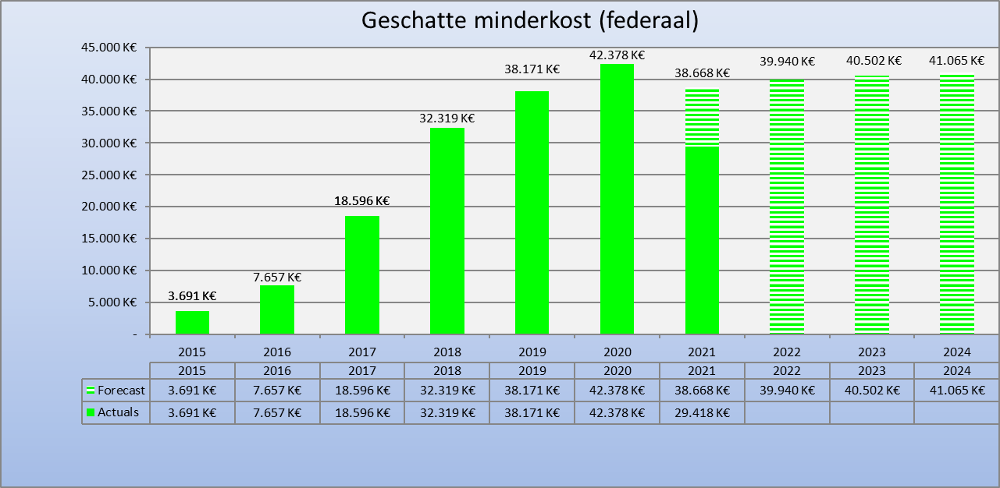 Geschatte minderkost (federaal)
45.000 K€
40.000 K€
35.000 K€
30.000 K€
25.000 K€
20.000 K€
15.000 K€
10.000 K€
5.000 K€
-
3.691 K€
7.657 K€
18.596 K€
32.319 K€
38.171 K€
42.378 K€
38.668 K€
39.940 K€
40.502 K€
41.065 K€
2015 2016 2017 2018 2019 2020 2021 2022 2023 2024
2015 2016 2017 2018 2019 2020 2021 2022 2023 2024
Forecast 3.691 K€ 7.657 K€ 18.596 K€ 32.319 K€ 38.171 K€ 42.378 K€ 38.668 K€ 39.940 K€ 40.502 K€ 41.065 K€
Actuals 3.691 K€ 7.657 K€ 18.596 K€ 32.319 K€ 38.171 K€ 42.378 K€ 29.418 K€